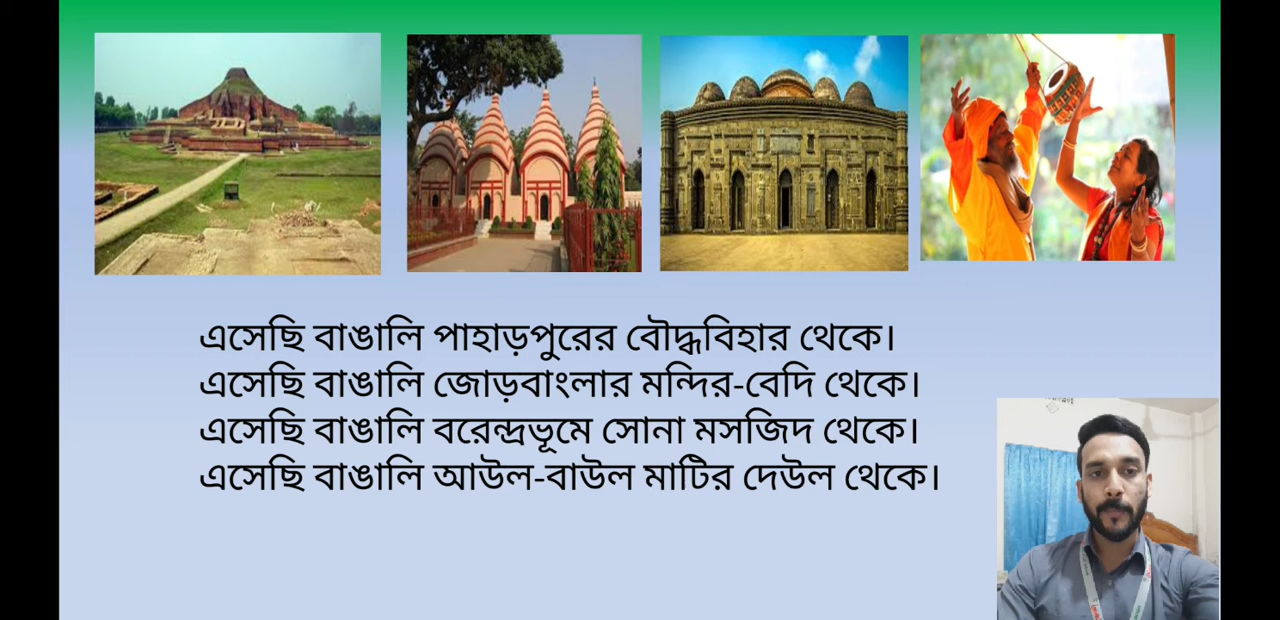 এসেছি বাঙালি পাহাড়পুরের বৌদ্ধবিহার থেকে।
এসেছি বাঙালি জোড়বাংলার মন্দির-বেদি থেকে।
এসেছি বাঙালি বরেন্দ্রভূমে সোনা মসজিদ থেকে।
এসেছি বাঙালি আউল-বাউল মাটির দেউল থেকে।